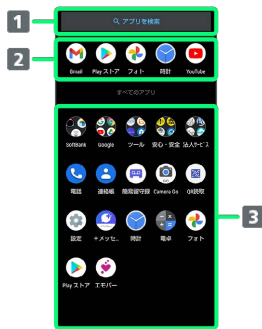 1
アプリを検索
2
Gmail Play ストア フォト 時計 YouTube
すべてのアプリ
3
SoftBank Google ツール 安心・安全 法人サービス
電話 連絡帳 簡易留守録 Camera Go QR読取
設定 +メッセ.. 時計 電卓 フォト
Play ストア エモパー